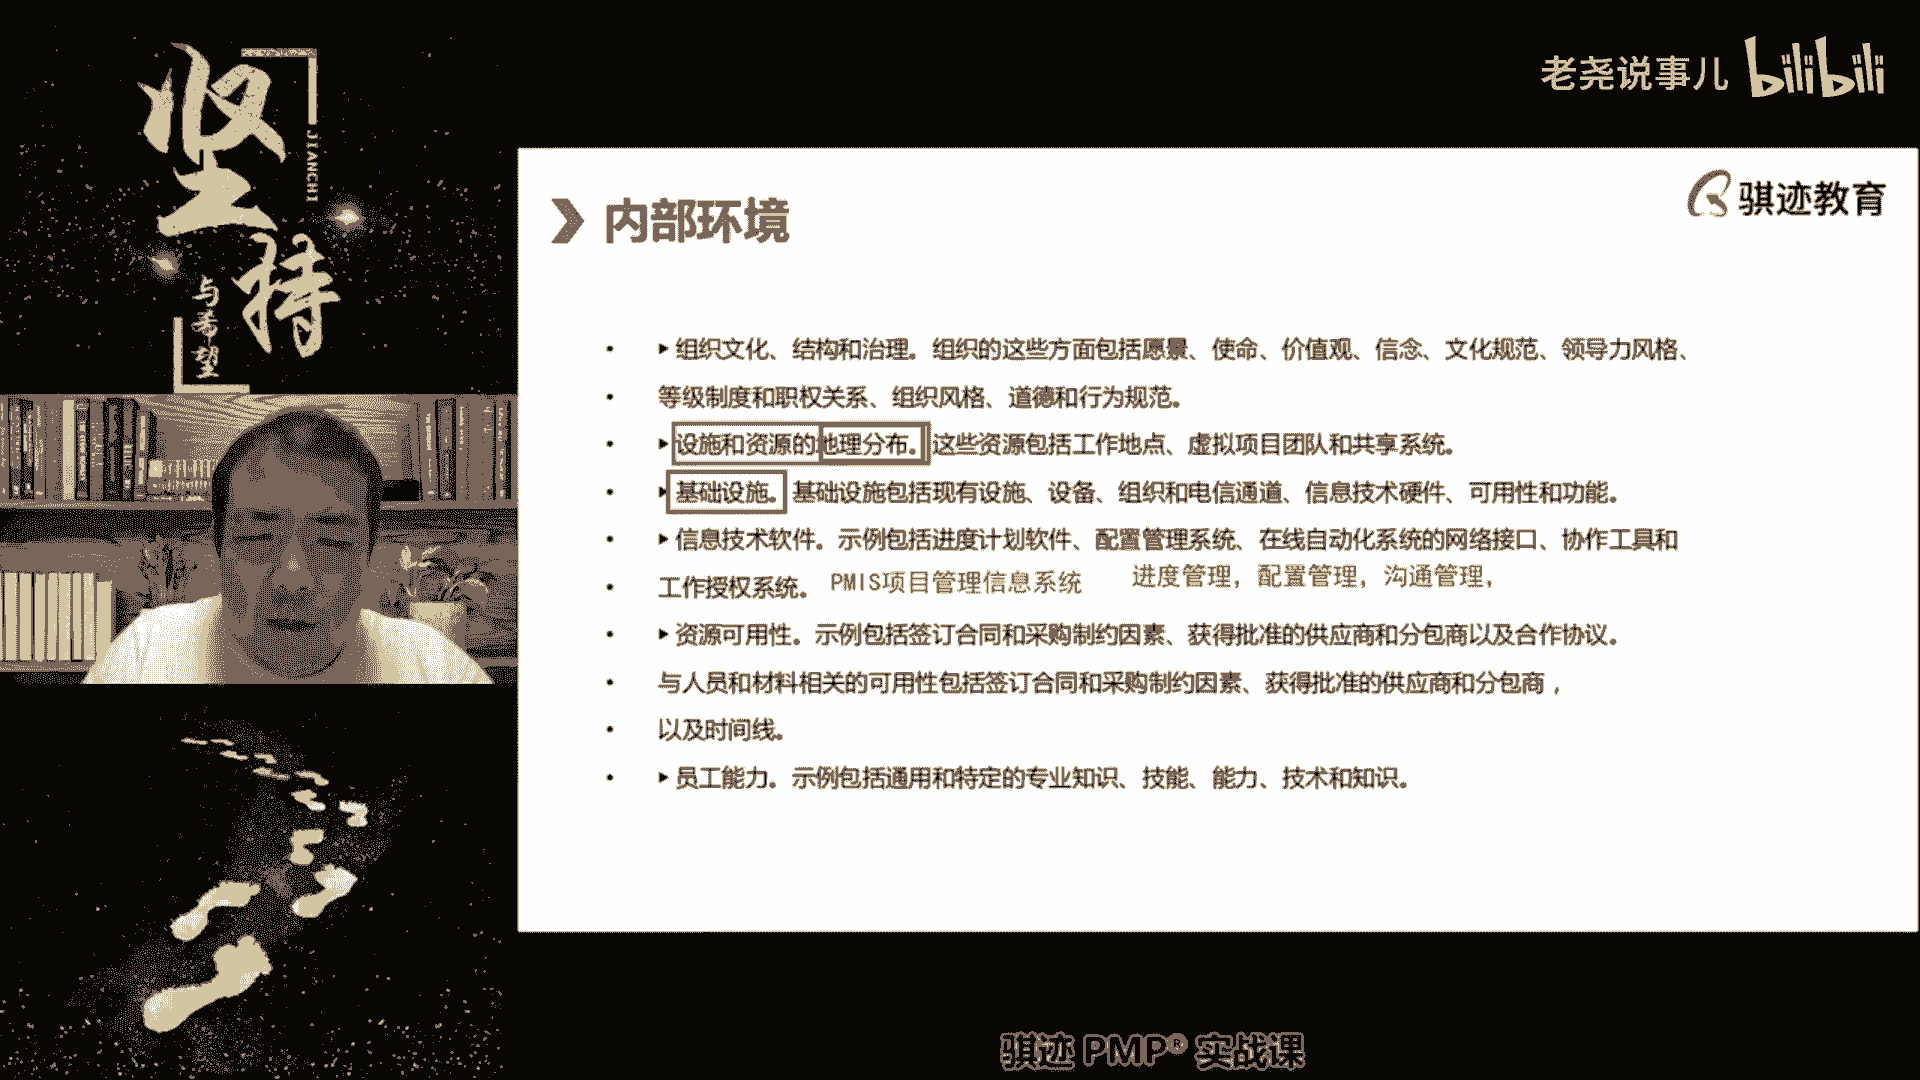 坚持
JIANCHI
与希望
老尧说事儿 bilibili
骐迹教育
内部环境
• ▸组织文化、结构和治理。组织的这些方面包括愿景、使命、价值观、信念、文化规范、领导力风格、
• 等级制度和职权关系、组织风格、道德和行为规范。
• ▸设施和资源的地理分布。这些资源包括工作地点、虚拟项目团队和共享系统。
• ▸基础设施。基础设施包括现有设施、设备、组织和电信通道、信息技术硬件、可用性和功能。
• ▸信息技术软件。示例包括进度计划软件、配置管理系统、在线自动化系统的网络接口、协作工具和
• 工作授权系统。 PMIS项目管理信息系统 进度管理，配置管理，沟通管理，
• ▸资源可用性。示例包括签订合同和采购制约因素、获得批准的供应商和分包商以及合作协议。
• 与人员和材料相关的可用性包括签订合同和采购制约因素、获得批准的供应商和分包商，
• 以及时间线。
• ▸员工能力。示例包括通用和特定的专业知识、技能、能力、技术和知识。
骐迹 PMP® 实战课